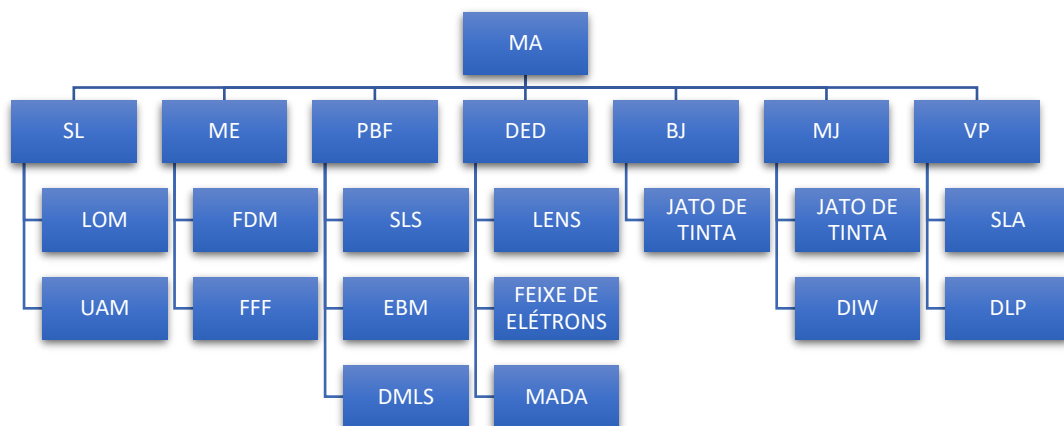 MA
SL
ME
PBF
DED
BJ
MJ
VP
LOM
FDM
SLS
LENS
JATO DE
TINTA
JATO DE
TINTA
SLA
UAM
FFF
EBM
FEIXE DE
ELÉTRONS
DIW
DLP
DMLS
MADA